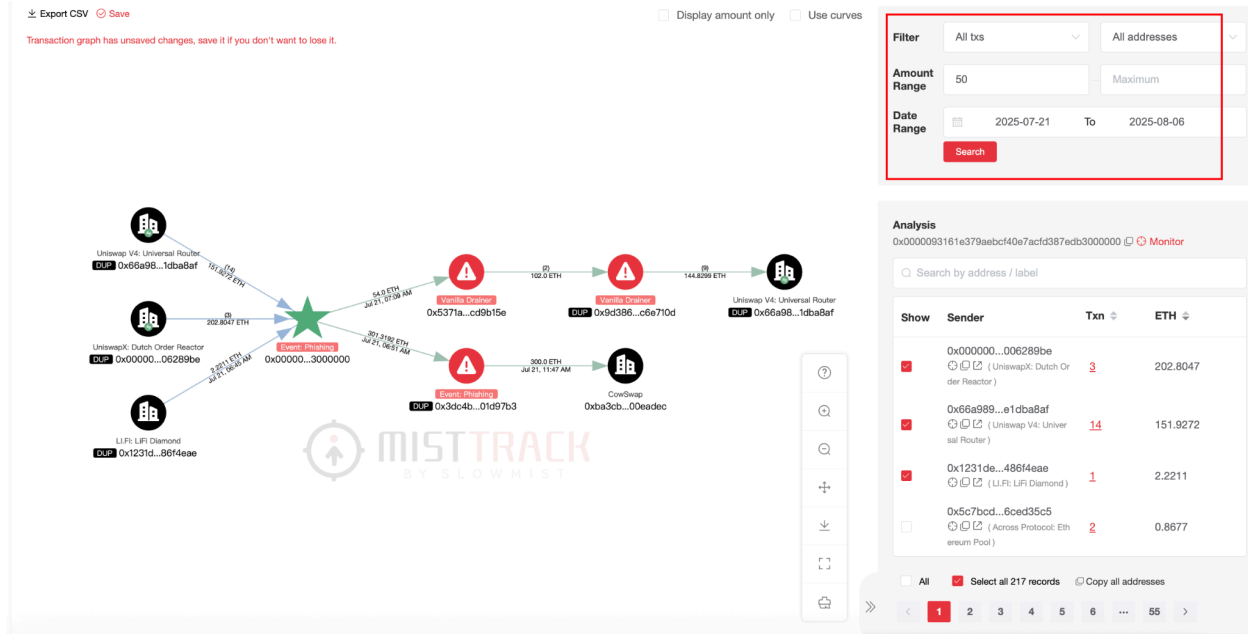 Export CSV
Save
Display amount only
Use curves
Transaction graph has unsaved changes, save it if you don't want to lose it.
Filter
All txs
All addresses
Amount
Range
50
Maximum
Date
Range
2025-07-21
To
2025-08-06
Search
Uniswap V4: Universal Router
DUP 0x66a98...1dba8af
(14)
151.9272 ETH
UniswapX: Dutch Order Reactor
DUP 0x00000...06289be
(3)
202.8047 ETH
LI.FI: LiFi Diamond
DUP 0x1231d...86f4eae
2.2211 ETH
Jul 21, 06:45 AM
Event: Phishing
0x00000...3000000
54.0 ETH
Jul 21, 07:09 AM
Vanilla Drainer
0x5371a...cd9b15e
(2)
102.0 ETH
Vanilla Drainer
DUP 0x9d386...c6e710d
(9)
144.8299 ETH
Uniswap V4: Universal Router
DUP 0x66a98...1dba8af
301.3192 ETH
Jul 21, 06:51 AM
Event: Phishing
DUP 0x3dc4b...01d97b3
300.0 ETH
Jul 21, 11:47 AM
CowSwap
0xba3cb...00eadec
MISTTRACK
BY SLOWMIST
Analysis
0x0000093161e379aebcf40e7acfd387edb3000000 Monitor
Search by address / label
Show Sender Txn ETH
0x000000...006289be
( UniswapX: Dutch Or
der Reactor )
3
202.8047
0x66a989...e1dba8af
( Uniswap V4: Univer
sal Router )
14
151.9272
0x1231de...486f4eae
( LI.FI: LiFi Diamond )
1
2.2211
0x5c7bcd...6ced35c5
( Across Protocol: Eth
ereum Pool )
2
0.8677
All
Select all 217 records
Copy all addresses
1 2 3 4 5 6 ... 55